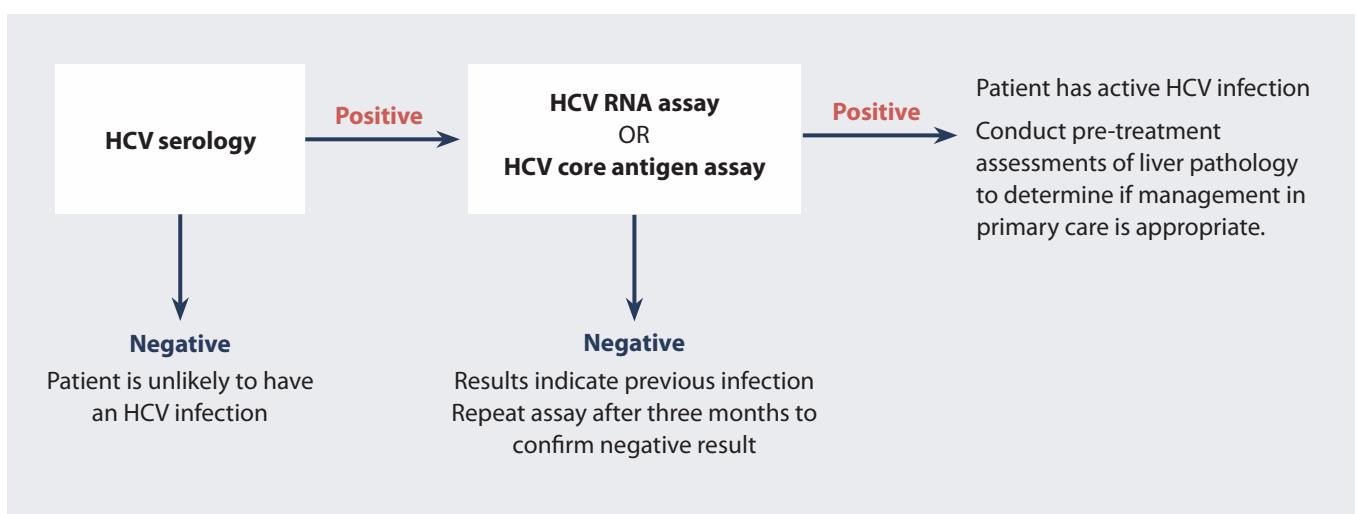 HCV serology
Positive
HCV RNA assay
OR
HCV core antigen assay
Positive
Patient has active HCV infection
Conduct pre-treatment
assessments of liver pathology
to determine if management in
primary care is appropriate.
Negative
Patient is unlikely to have
an HCV infection
Negative
Results indicate previous infection
Repeat assay after three months to
confirm negative result